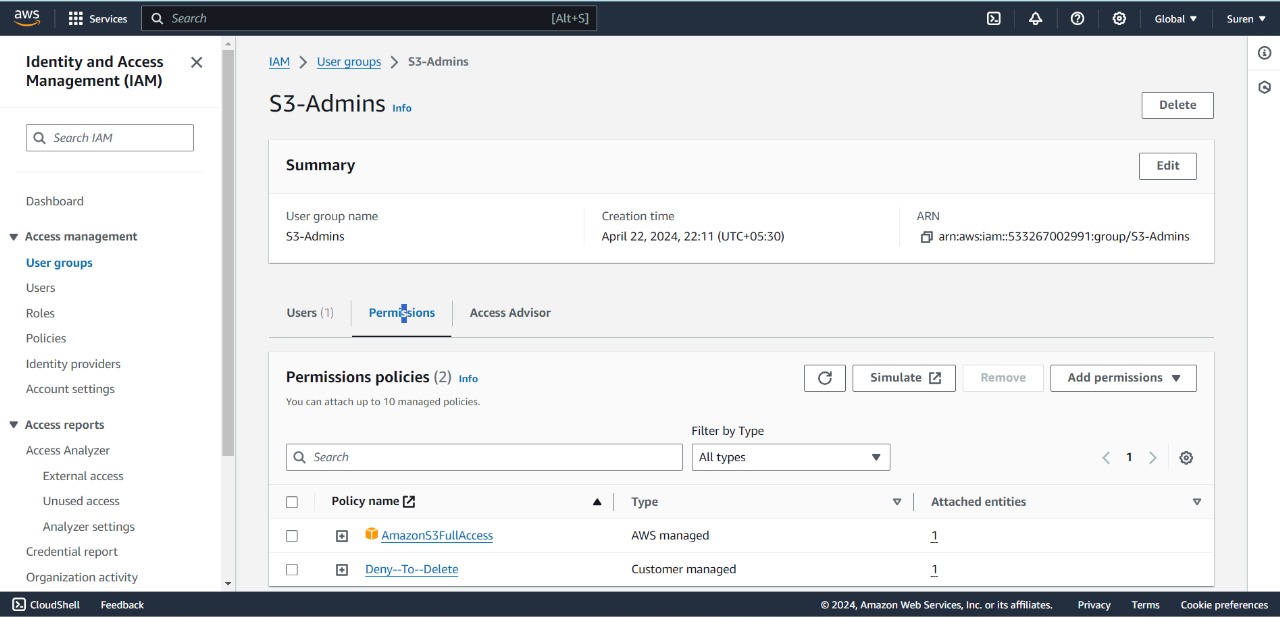 aws Services Search [Alt+S] Global ▼ Suren ▼
Identity and Access Management (IAM)
Search IAM
Dashboard
Access management
User groups
Users
Roles
Policies
Identity providers
Account settings
Access reports
Access Analyzer
External access
Unused access
Analyzer settings
Credential report
Organization activity
IAM > User groups > S3-Admins
S3-Admins Info
Delete
Summary
Edit
User group name
S3-Admins
Creation time
April 22, 2024, 22:11 (UTC+05:30)
ARN
arn:aws:iam::533267002991:group/S3-Admins
Users (1) Permissions Access Advisor
Permissions policies (2) Info
You can attach up to 10 managed policies.
Simulate Remove Add permissions ▼
Filter by Type
Search All types 1
Policy name Type Attached entities
AmazonS3FullAccess AWS managed 1
Deny--To--Delete Customer managed 1
CloudShell Feedback © 2024, Amazon Web Services, Inc. or its affiliates. Privacy Terms Cookie preferences